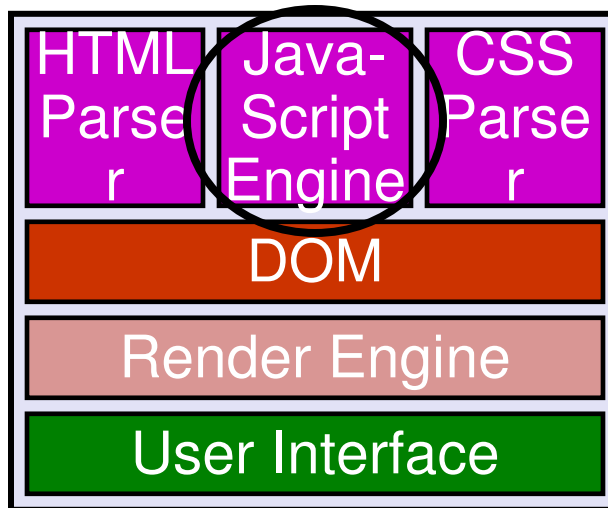 HTML
Parse
r
Java-
Script
Engine
CSS
Parse
r
DOM
Render Engine
User Interface